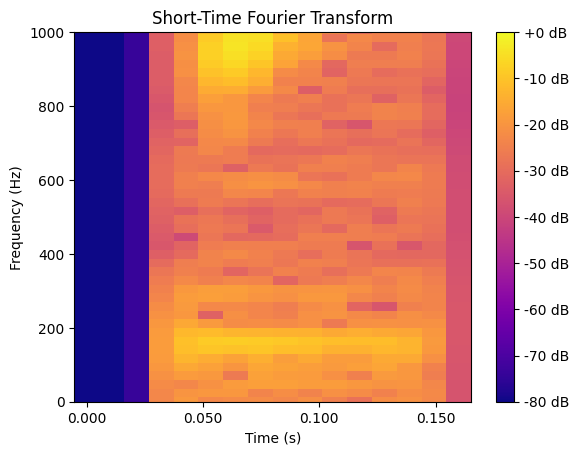 Short-Time Fourier Transform
1000
800
600
400
200
0
Frequency (Hz)
0.000
0.050
0.100
0.150
Time (s)
+0 dB
-10 dB
-20 dB
-30 dB
-40 dB
-50 dB
-60 dB
-70 dB
-80 dB